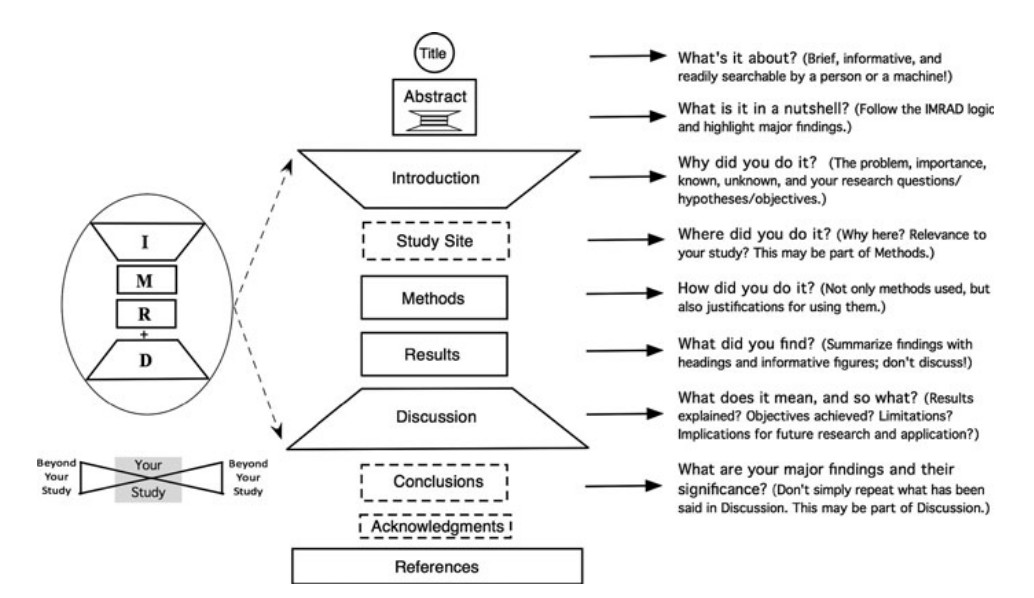 Title
What's it about? (Brief, informative, and
readily searchable by a person or a machine!)
Abstract
What is it in a nutshell? (Follow the IMRAD logic
and highlight major findings.)
Introduction
Why did you do it? (The problem, importance,
known, unknown, and your research questions/
hypotheses/objectives.)
Study Site
Where did you do it? (Why here? Relevance to
your study? This may be part of Methods.)
Methods
How did you do it? (Not only methods used, but
also justifications for using them.)
Results
What did you find? (Summarize findings with
headings and informative figures; don't discuss!)
Discussion
What does it mean, and so what? (Results
explained? Objectives achieved? Limitations?
Implications for future research and application?)
Conclusions
What are your major findings and their
significance? (Don't simply repeat what has been
said in Discussion. This may be part of Discussion.)
Acknowledgments
References
I
M
R
+
D
Beyond
Your
Study
Your
Study
Beyond
Your
Study